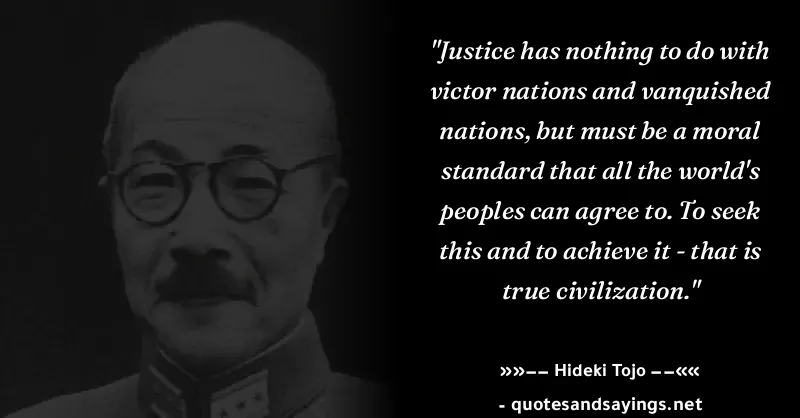 "Justice has nothing to do with
victor nations and vanquished
nations, but must be a moral
standard that all the world's
peoples can agree to. To seek
this and to achieve it - that is
true civilization."
»»—— Hideki Tojo ——««
- quotesandsayings.net